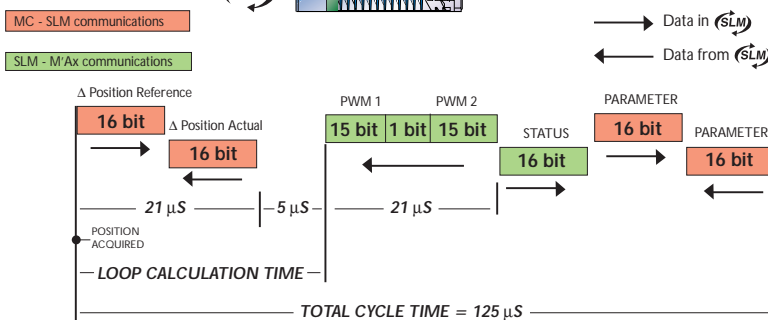 MC - SLM communications
SLM - M'Ax communications
Data in SLM
Data from SLM
Δ Position Reference
16 bit
Δ Position Actual
16 bit
PWM 1
PWM 2
15 bit
1 bit
15 bit
STATUS
16 bit
PARAMETER
16 bit
PARAMETER
16 bit
21 µS
5 µS
21 µS
POSITION
ACQUIRED
LOOP CALCULATION TIME
TOTAL CYCLE TIME = 125 µS